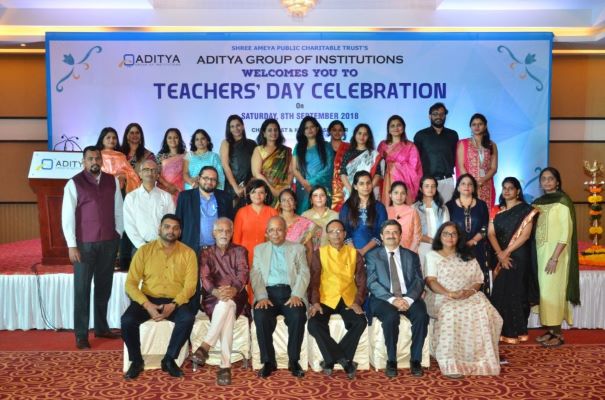 SHREE AMEYA PUBLIC CHARITABLE TRUST'S
ADITYA
ADITYA GROUP OF INSTITUTIONS
WELCOMES YOU TO
TEACHERS' DAY CELEBRATION
On
SATURDAY, 8TH SEPTEMBER 2018
ADITYA